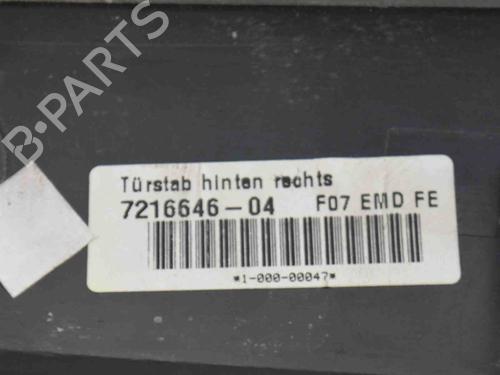 B-PARTS
Türstab hinten rechts
7216646-04 F07 EMD FE
*1-000-00047*